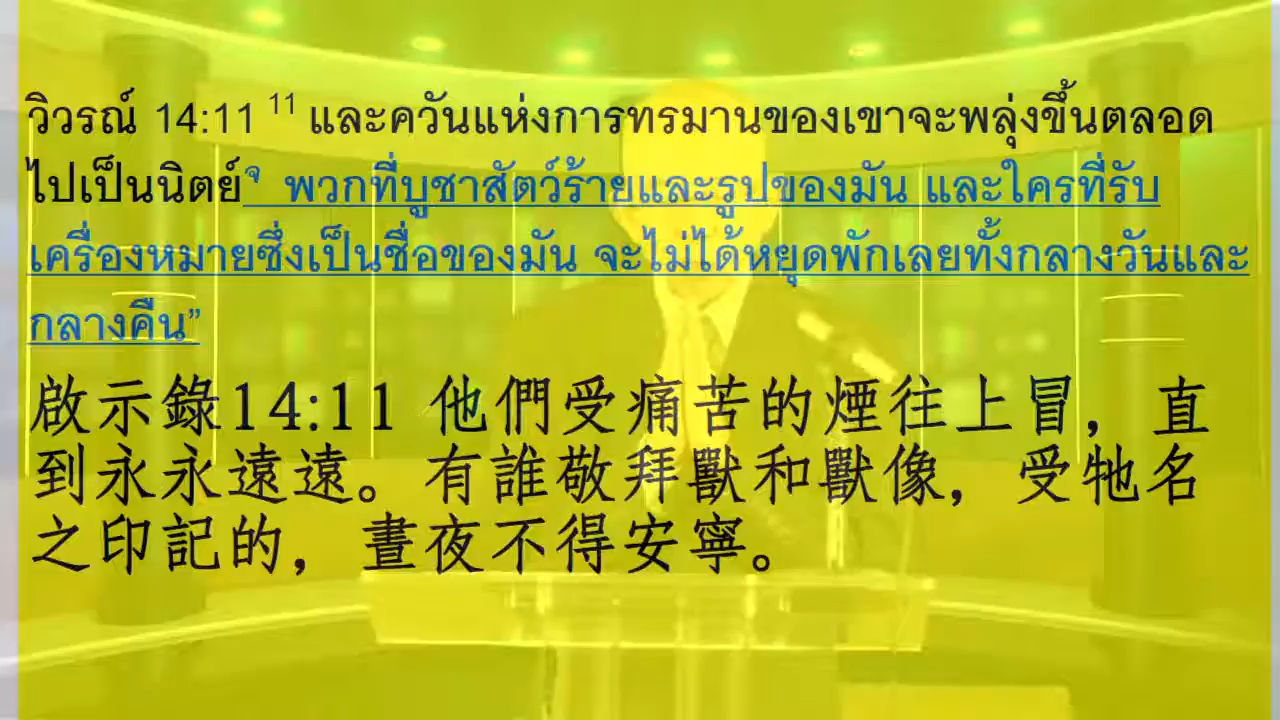 วิวรณ์ 14:11 11 และควันแห่งการทรมานของเขาจะพลุ่งขึ้นตลอด
ไปเป็นนิตย์จ พวกที่บูชาสัตว์ร้ายและรูปของมัน และใครที่รับ
เครื่องหมายซึ่งเป็นชื่อของมัน จะไม่ได้หยุดพักเลยทั้งกลางวันและ
กลางคืน”
啟示錄14:11 他們受痛苦的煙往上冒，直
到永永遠遠。有誰敬拜獸和獸像，受牠名
之印記的，晝夜不得安寧。